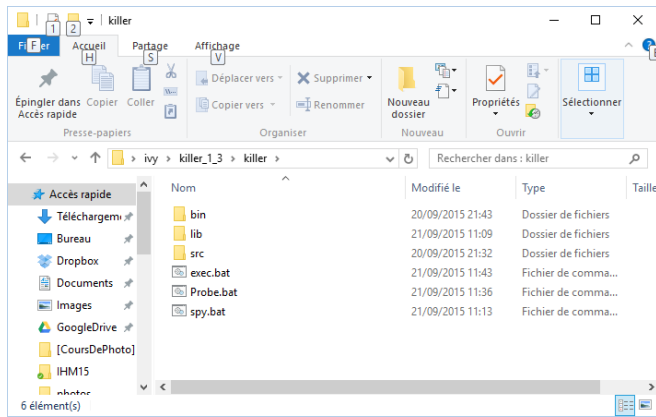 killer
1 2
Fi F er Accueil Partage Affichage
H S V
Épingler dans Accès rapide
Copier
Coller
Déplacer vers
Copier vers
Supprimer
Renommer
Nouveau dossier
Propriétés
Sélectionner
Presse-papiers Organiser Nouveau Ouvrir
ivy > killer_1_3 > killer >
Rechercher dans : killer
Nom Modifié le Type Taille
Accès rapide
Téléchargem
Bureau
Dropbox
Documents
Images
GoogleDrive
[CoursDePhoto]
IHM15
photos
bin 20/09/2015 21:43 Dossier de fichiers
lib 21/09/2015 11:09 Dossier de fichiers
src 20/09/2015 21:32 Dossier de fichiers
exec.bat 21/09/2015 11:43 Fichier de comma...
Probe.bat 21/09/2015 11:36 Fichier de comma...
spy.bat 21/09/2015 11:13 Fichier de comma...
6 élément(s)